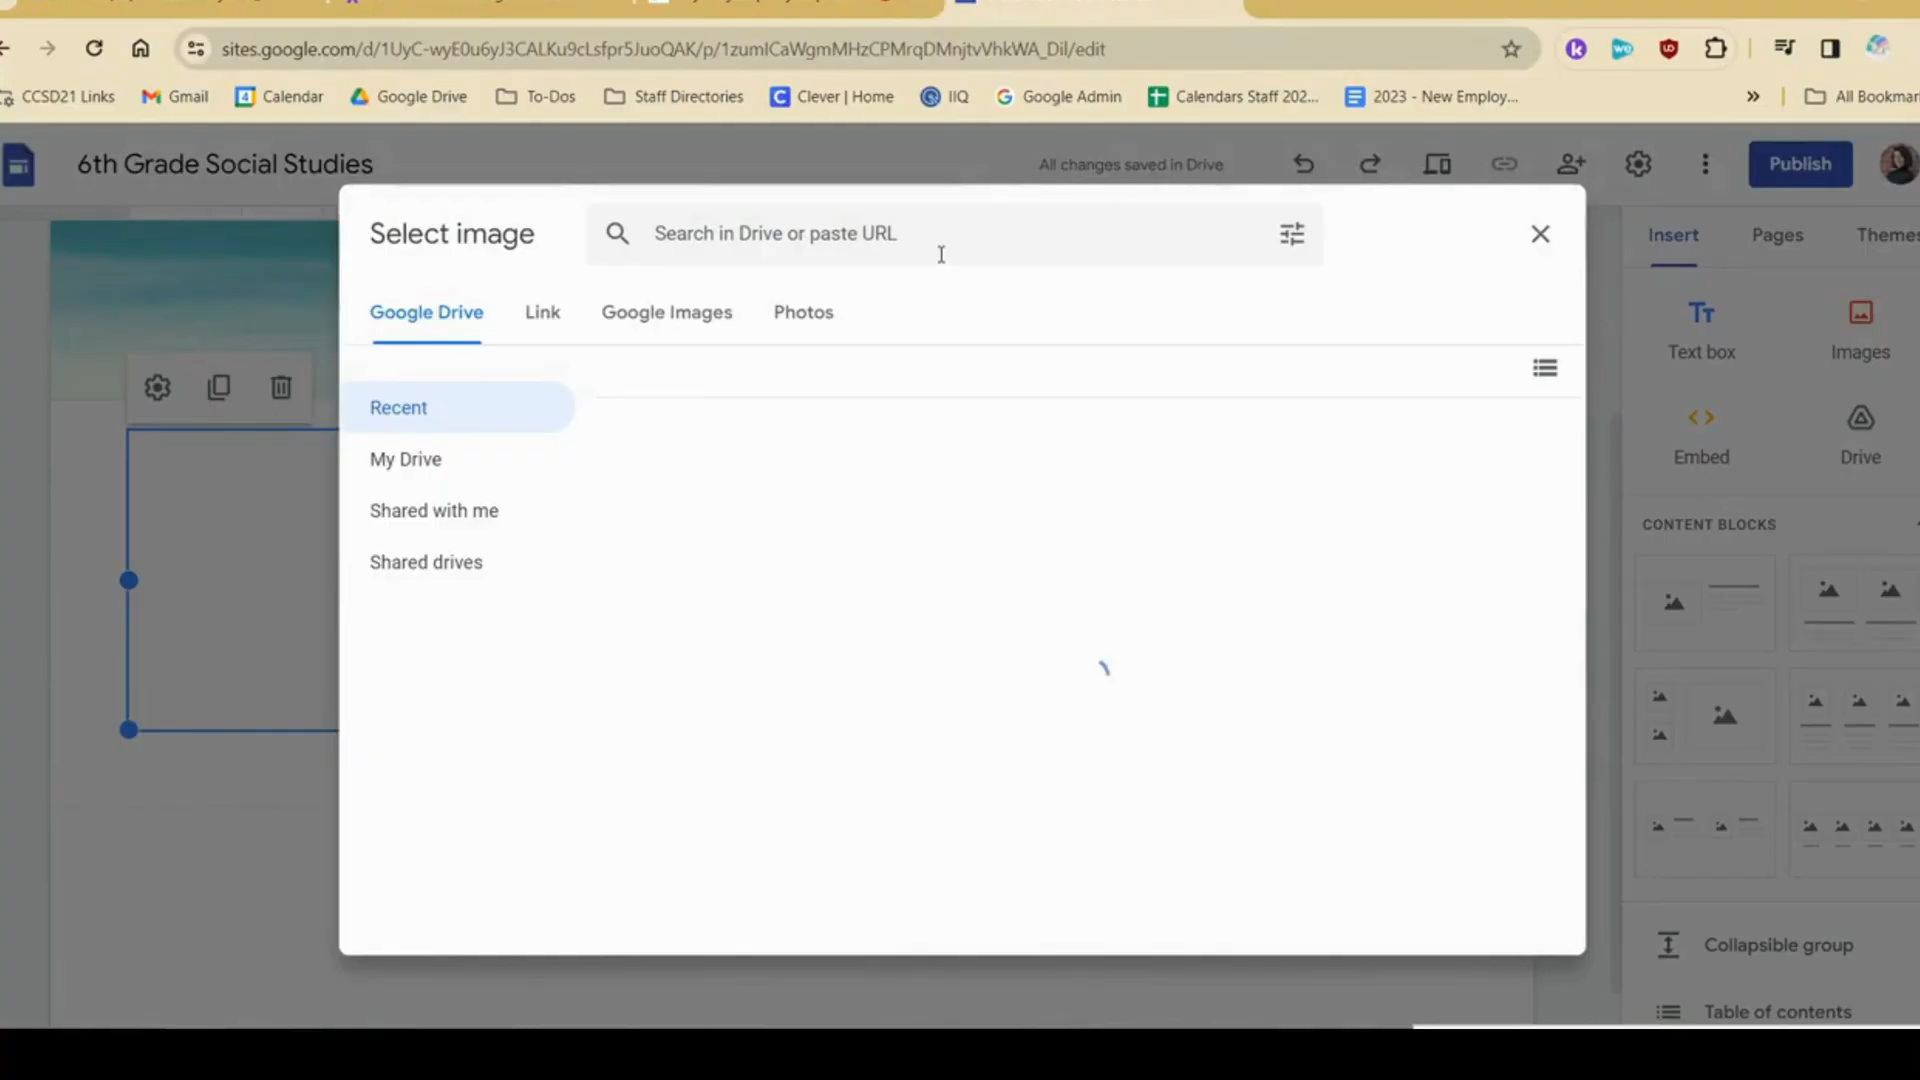 sites.google.com/d/1UyC-wyE0u6yJ3CALKu9cLsfpr5JuoQAK/p/1zumICaWgmMHzCPMrqDMnjtvVhkWA_Dil/edit
CCSD21 Links
Gmail
Calendar
Google Drive
To-Dos
Staff Directories
Clever | Home
IIQ
Google Admin
Calendars Staff 202...
2023 - New Employ...
All Bookmar
6th Grade Social Studies
All changes saved in Drive
Publish
Select image
Search in Drive or paste URL
Google Drive
Link
Google Images
Photos
Recent
My Drive
Shared with me
Shared drives
Insert
Pages
Themes
Text box
Images
Embed
Drive
CONTENT BLOCKS
Collapsible group
Table of contents